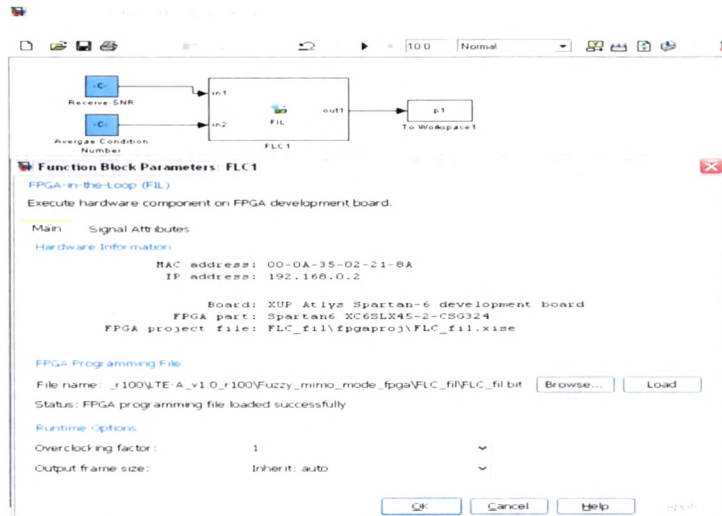 10.0 Normal
-C-
Receive SNR
-C-
Avergae Condition
Number
in1
in2
FIL
out1
FLC1
p1
To Workspace1
Function Block Parameters: FLC1
FPGA-in-the-Loop (FIL)
Execute hardware component on FPGA development board.
Main Signal Attributes
Hardware Information
MAC address: 00-0A-35-02-21-8A
IP address: 192.168.0.2
Board: XUP Atlys Spartan-6 development board
FPGA part: Spartan6 XC6SLX45-2-CSG324
FPGA project file: FLC_fil\fpgaproj\FLC_fil.xise
FPGA Programming File
File name: _r100\LTE-A_v1.0_r100\Fuzzy_mimo_mode_fpga\FLC_fil\FLC_fil.bit Browse... Load
Status: FPGA programming file loaded successfully
Runtime Options
Overclocking factor: 1
Output frame size: Inherit: auto
OK Cancel Help